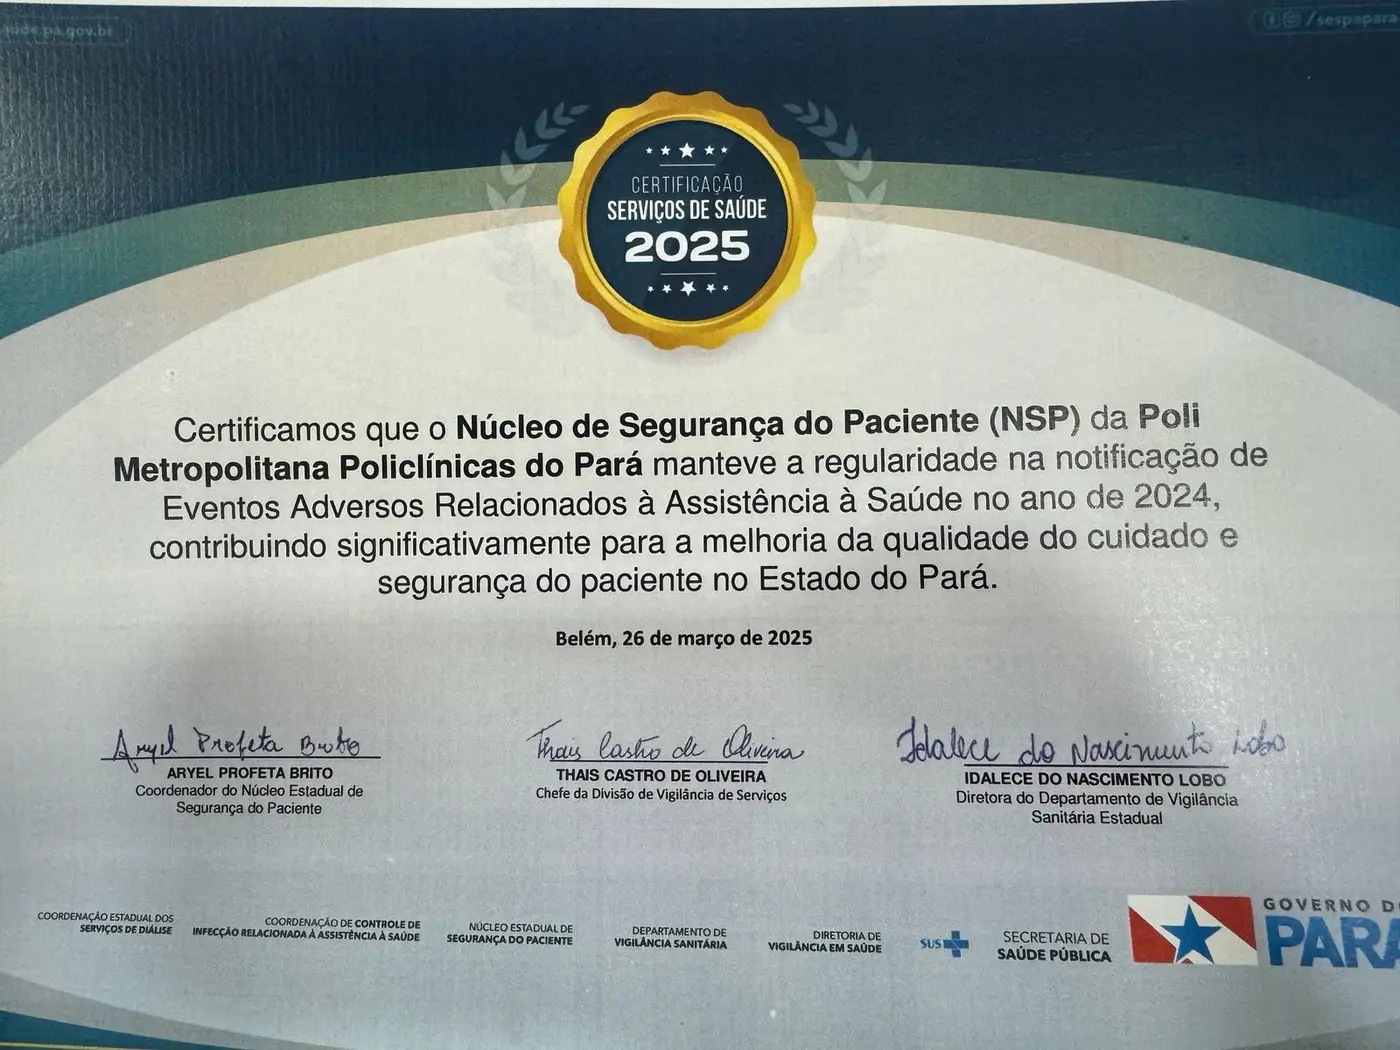 saude.pa.gov.br
/sespapara
CERTIFICAÇÃO
SERVIÇOS DE SAÚDE
2025
Certificamos que o Núcleo de Segurança do Paciente (NSP) da Poli
Metropolitana Policlínicas do Pará manteve a regularidade na notificação de
Eventos Adversos Relacionados à Assistência à Saúde no ano de 2024,
contribuindo significativamente para a melhoria da qualidade do cuidado e
segurança do paciente no Estado do Pará.
Belém, 26 de março de 2025
Aryel Profeta Brito
ARYEL PROFETA BRITO
Coordenador do Núcleo Estadual de
Segurança do Paciente
Thais Castro de Oliveira
THAIS CASTRO DE OLIVEIRA
Chefe da Divisão de Vigilância de Serviços
Idalece do Nascimento Lobo
IDALECE DO NASCIMENTO LOBO
Diretora do Departamento de Vigilância
Sanitária Estadual
COORDENAÇÃO ESTADUAL DOS
SERVIÇOS DE DIÁLISE
COORDENAÇÃO DE CONTROLE DE
INFECÇÃO RELACIONADA À ASSISTÊNCIA À SAÚDE
NÚCLEO ESTADUAL DE
SEGURANÇA DO PACIENTE
DEPARTAMENTO DE
VIGILÂNCIA SANITÁRIA
DIRETORIA DE
VIGILÂNCIA EM SAÚDE
SUS
SECRETARIA DE
SAÚDE PÚBLICA
GOVERNO DO
PARÁ